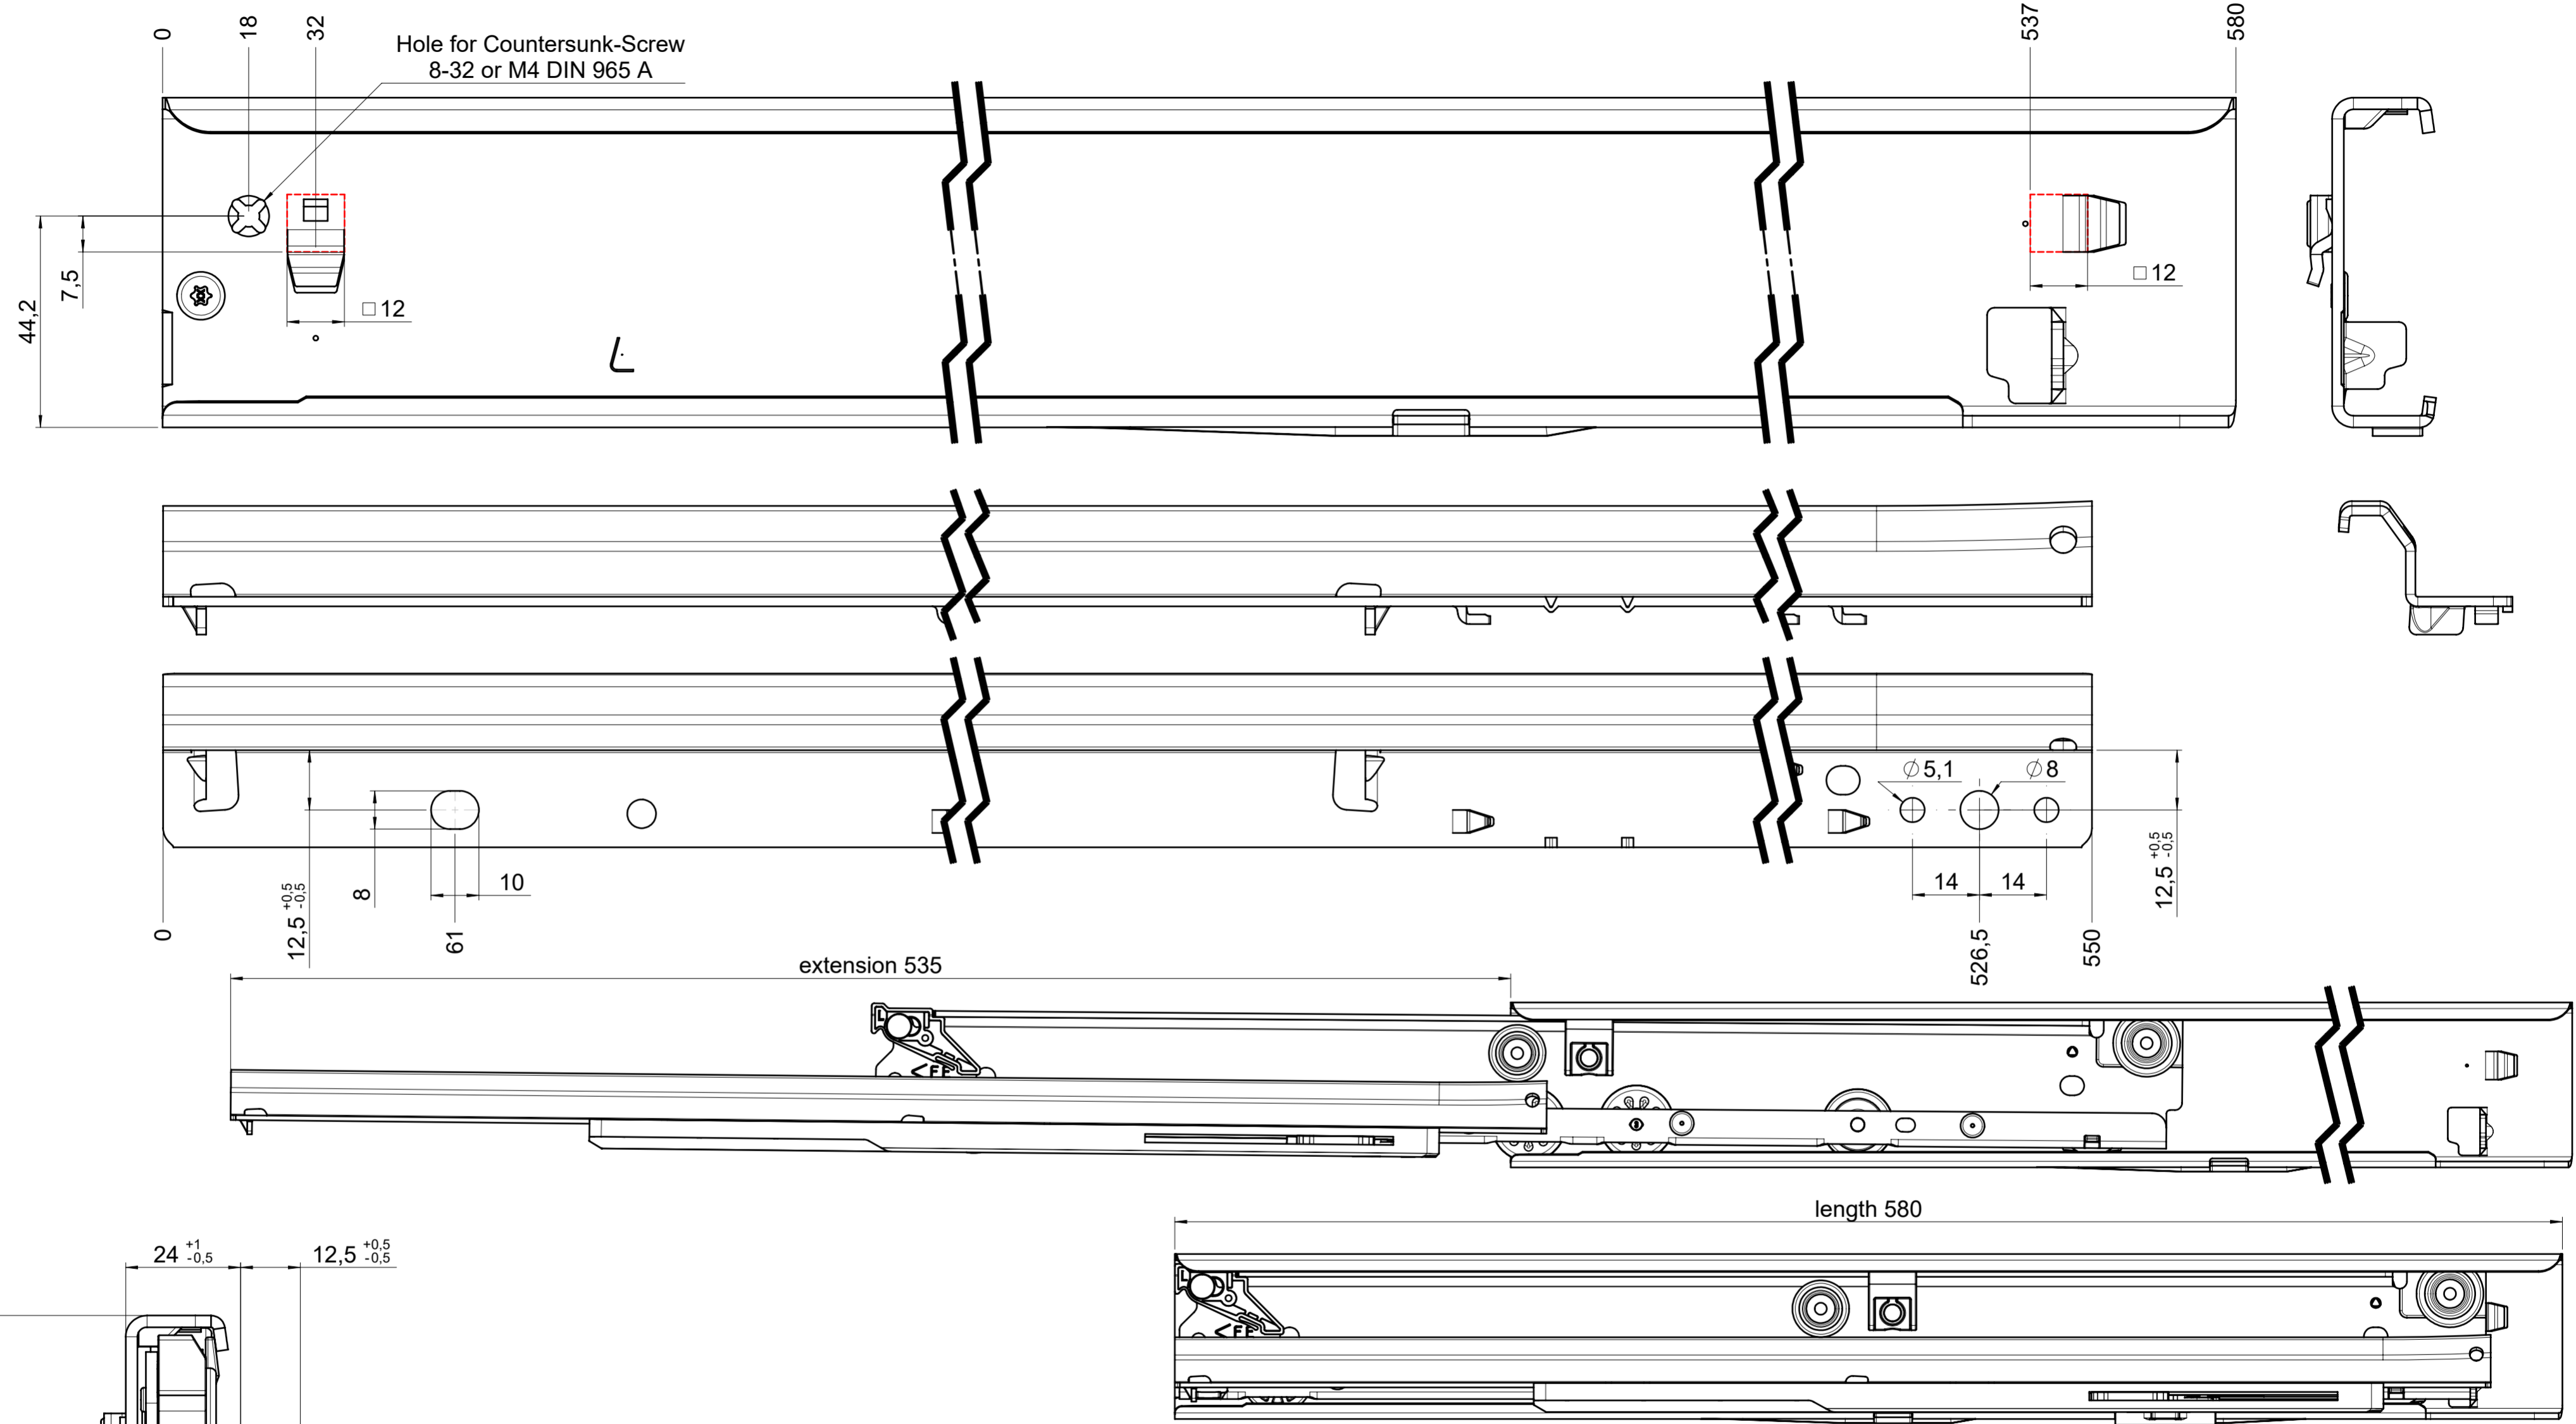 0
18
32
537
580
Hole for Countersunk-Screw
8-32 or M4 DIN 965 A
44,2
7,5
□ 12
□ 12
∅ 5,1
∅ 8
8
10
14
14
12,5 +0,5 -0,5
12,5 +0,5 -0,5
0
61
526,5
550
extension 535
L
<FE
length 580
24 +1 -0,5
12,5 +0,5 -0,5
L
<FE